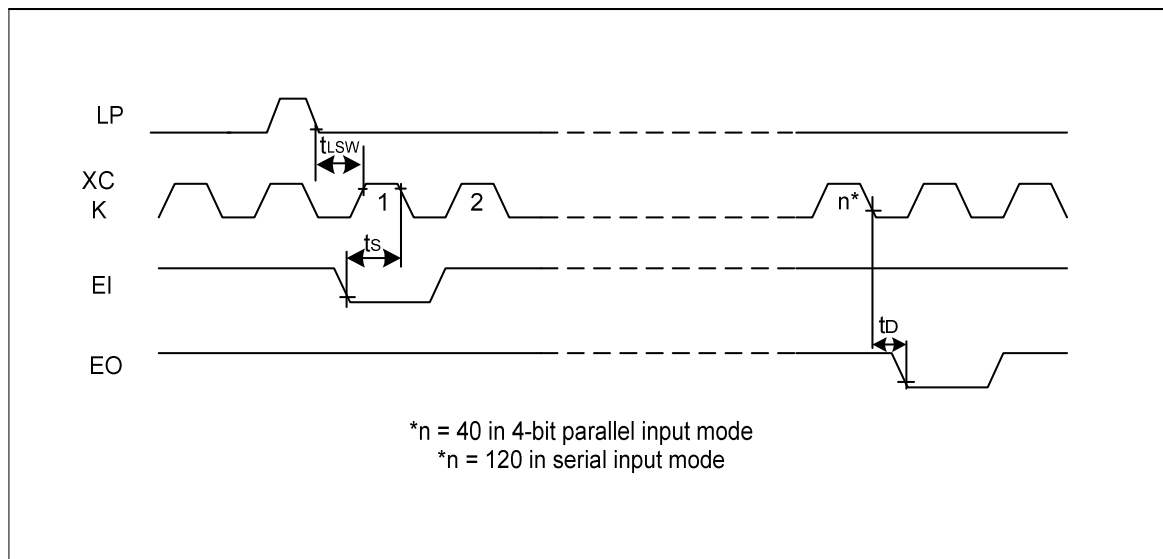 LP
tLSW
XC
K
1
2
n*
tS
EI
tD
EO
*n = 40 in 4-bit parallel input mode
*n = 120 in serial input mode